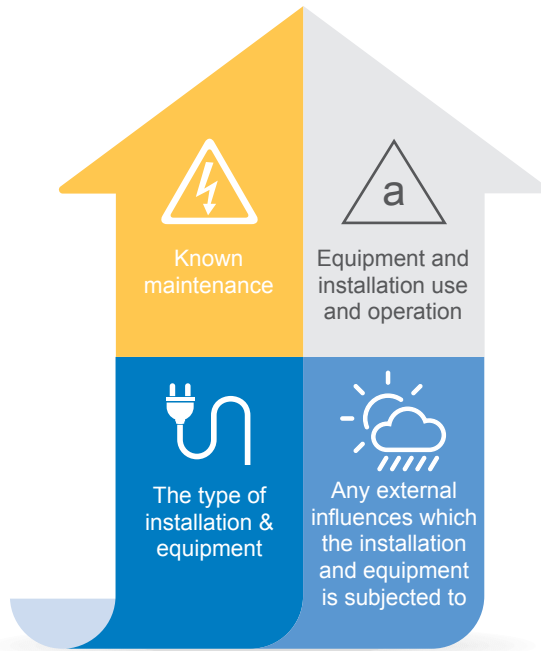 Known
maintenance
a
Equipment and
installation use
and operation
The type of
installation &
equipment
Any external
influences which
the installation
and equipment
is subjected to